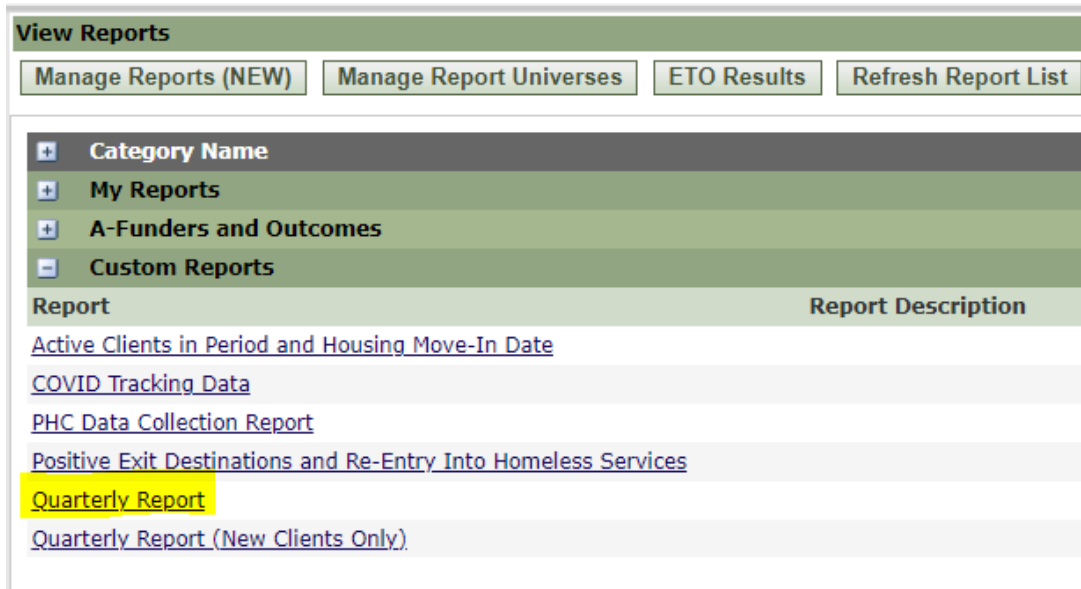 View Reports
Manage Reports (NEW) Manage Report Universes ETO Results Refresh Report List
Category Name
My Reports
A-Funders and Outcomes
Custom Reports
Report Report Description
Active Clients in Period and Housing Move-In Date
COVID Tracking Data
PHC Data Collection Report
Positive Exit Destinations and Re-Entry Into Homeless Services
Quarterly Report
Quarterly Report (New Clients Only)